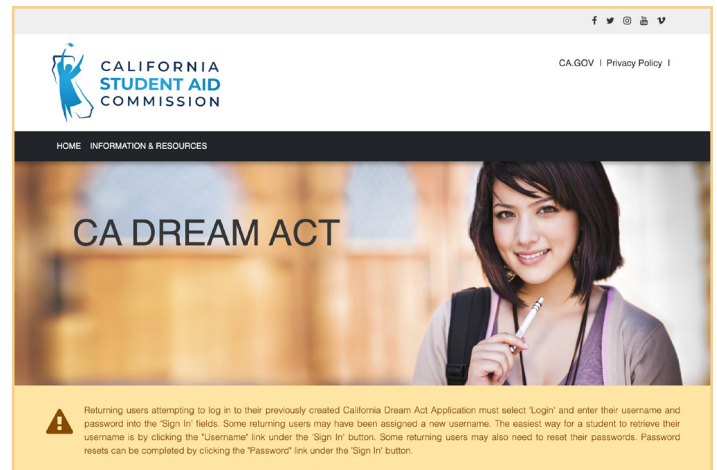 CALIFORNIA
STUDENT AID
COMMISSION
CA.GOV | Privacy Policy |
HOME INFORMATION & RESOURCES
CA DREAM ACT
Returning users attempting to log in to their previously created California Dream Act Application must select 'Login' and enter their username and
password into the 'Sign In' fields. Some returning users may have been assigned a new username. The easiest way for a student to retrieve their
username is by clicking the "Username" link under the 'Sign In' button. Some returning users may also need to reset their passwords. Password
resets can be completed by clicking the "Password" link under the 'Sign In' button.